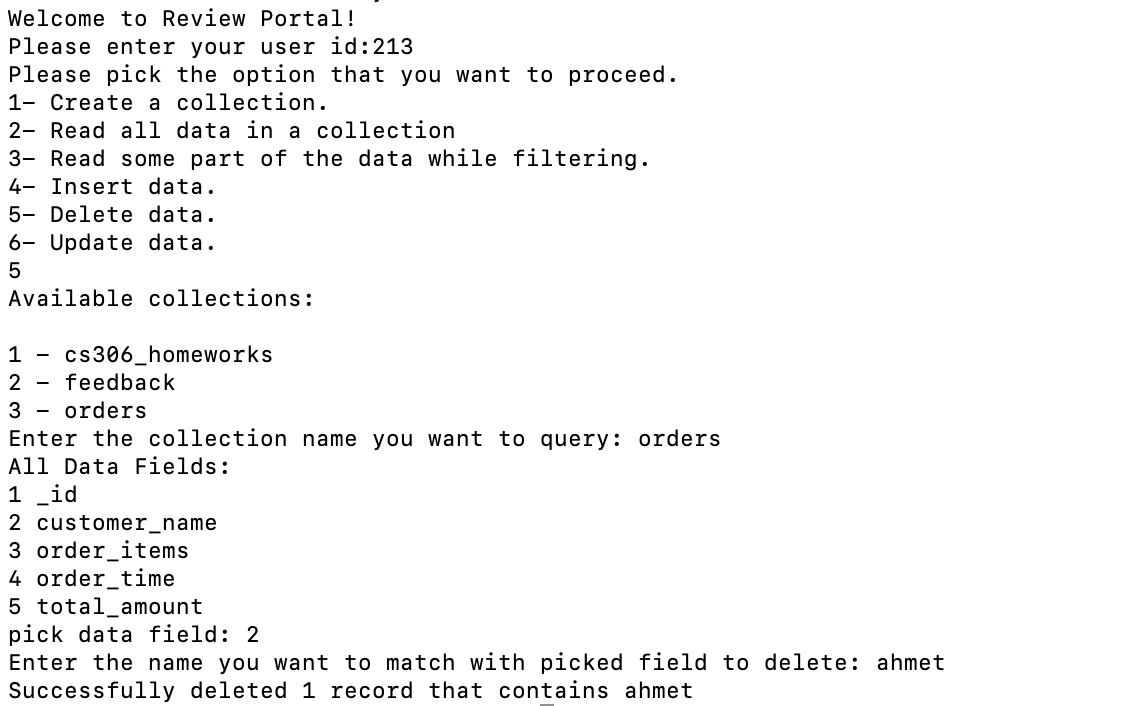 Welcome to Review Portal!
Please enter your user id:213
Please pick the option that you want to proceed.
1- Create a collection.
2- Read all data in a collection
3- Read some part of the data while filtering.
4- Insert data.
5- Delete data.
6- Update data.
5
Available collections:
1 - cs306_homeworks
2 - feedback
3 - orders
Enter the collection name you want to query: orders
All Data Fields:
1 _id
2 customer_name
3 order_items
4 order_time
5 total_amount
pick data field: 2
Enter the name you want to match with picked field to delete: ahmet
Successfully deleted 1 record that contains ahmet